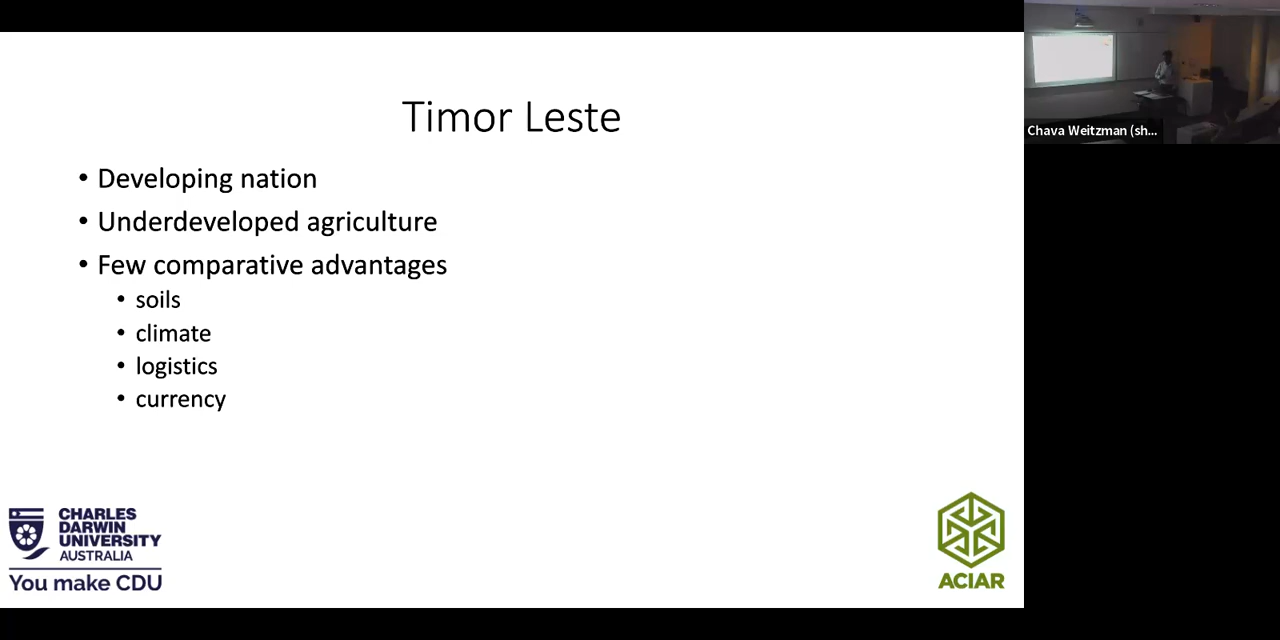 Timor Leste
• Developing nation
• Underdeveloped agriculture
• Few comparative advantages
• soils
• climate
• logistics
• currency
CHARLES
DARWIN
UNIVERSITY
AUSTRALIA
You make CDU
ACIAR
Chava Weitzman (sh...